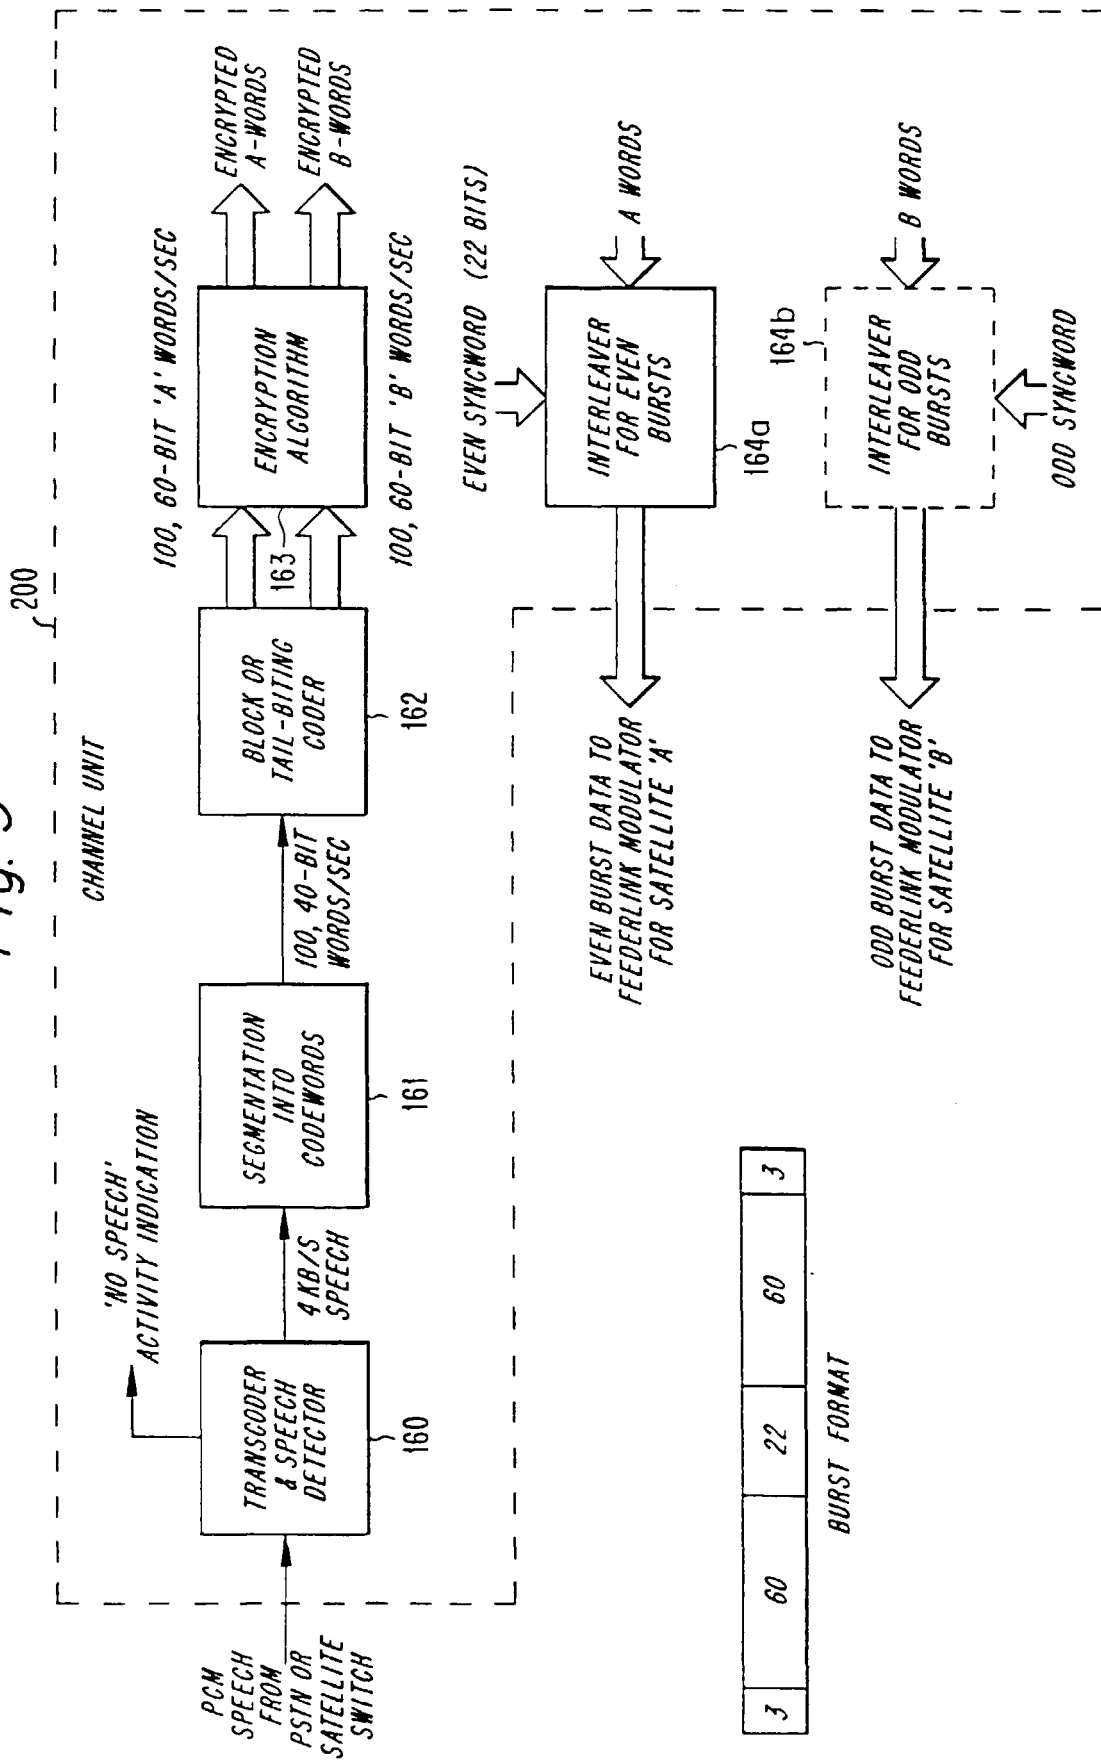 200
CHANNEL UNIT
PCM
SPEECH
FROM
PSTN OR
SATELLITE
SWITCH
'NO SPEECH'
ACTIVITY INDICATION
TRANSCODER
& SPEECH
DETECTOR
160
4 KB/S
SPEECH
SEGMENTATION
INTO
CODEWORDS
161
100, 40-BIT
WORDS/SEC
BLOCK OR
TAIL-BITING
CODER
162
100, 60-BIT 'A' WORDS/SEC
163
100, 60-BIT 'B' WORDS/SEC
ENCRYPTION
ALGORITHM
ENCRYPTED
A-WORDS
ENCRYPTED
B-WORDS
EVEN SYNCWORD (22 BITS)
INTERLEAVER
FOR EVEN
BURSTS
164a
A WORDS
EVEN BURST DATA TO
FEEDERLINK MODULATOR
FOR SATELLITE 'A'
164b
INTERLEAVER
FOR ODD
BURSTS
B WORDS
ODD SYNCWORD
ODD BURST DATA TO
FEEDERLINK MODULATOR
FOR SATELLITE 'B'
3 60 22 60 3
BURST FORMAT